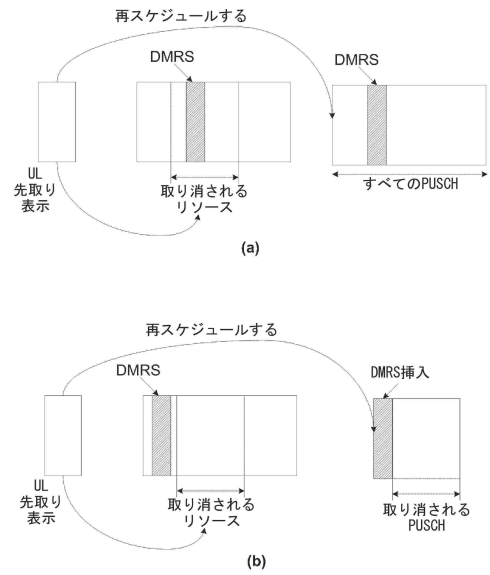 再スケジュールする
DMRS
DMRS
UL
先取り
表示
取り消される
リソース
すべてのPUSCH
(a)
再スケジュールする
DMRS
DMRS挿入
UL
先取り
表示
取り消される
リソース
取り消される
PUSCH
(b)